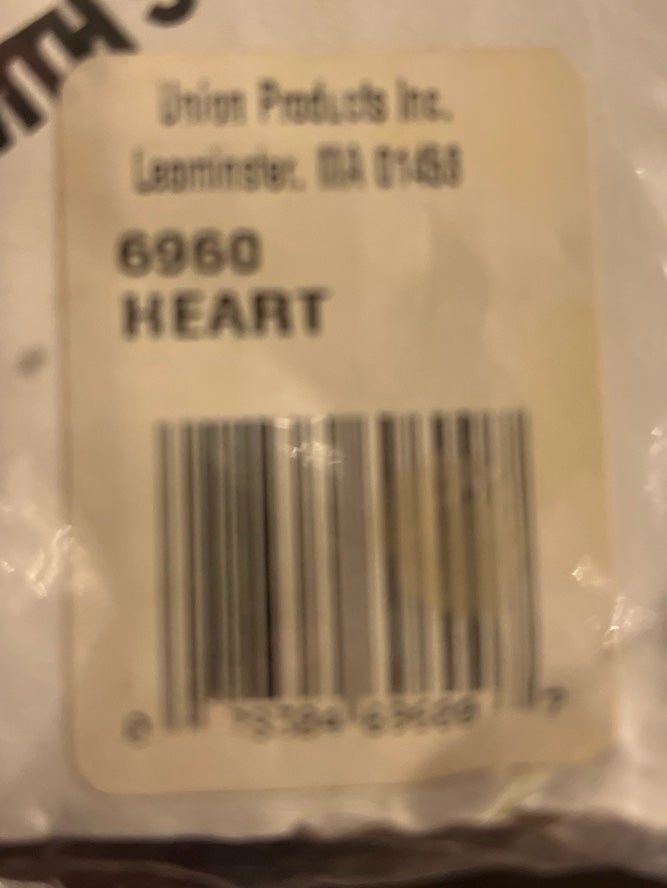 Union Products Inc.
Leominster, MA 01453
6960
HEART